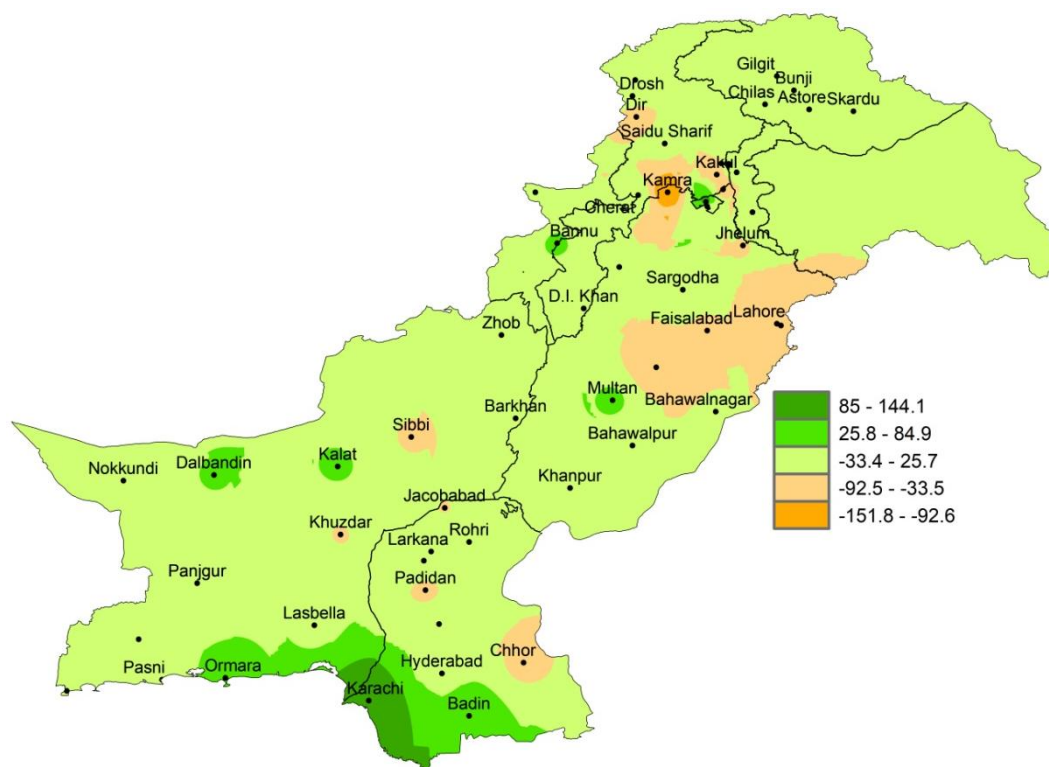 Gilgit
Bunji
Drosh
Chilas
Astore
Skardu
Dir
Saidu Sharif
Kakul
Kamra
Cherat
Bannu
Jhelum
Sargodha
D.I. Khan
Lahore
Faisalabad
Zhob
Multan
Bahawalnagar
Barkhan
Sibbi
Bahawalpur
Kalat
Dalbandin
Nokkundi
Khanpur
Jacobabad
Khuzdar
Rohri
Larkana
Panjgur
Padidan
Lasbella
Chhor
Hyderabad
Pasni
Ormara
Karachi
Badin
85 - 144.1
25.8 - 84.9
-33.4 - 25.7
-92.5 - -33.5
-151.8 - -92.6